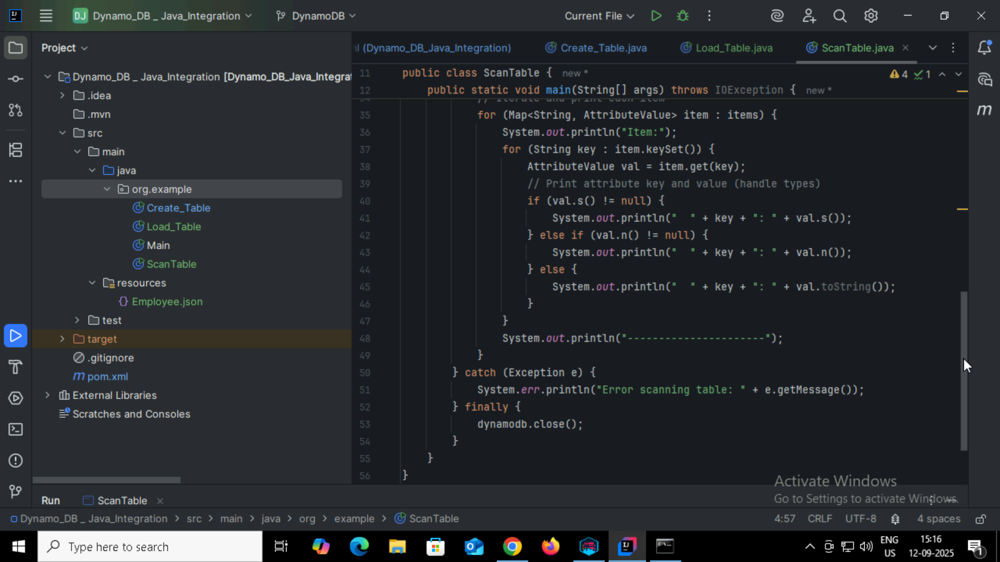 DJ Dynamo_DB _ Java_Integration
DynamoDB
Current File
Project
(Dynamo_DB_Java_Integration)
Create_Table.java
Load_Table.java
ScanTable.java
Dynamo_DB _ Java_Integration [Dynamo_DB_Java_Integrat
.idea
.mvn
src
main
java
org.example
Create_Table
Load_Table
Main
ScanTable
resources
Employee.json
test
target
.gitignore
pom.xml
External Libraries
Scratches and Consoles
4 1
11 public class ScanTable { new *
12 public static void main(String[] args) throws IOException { new *
// Iterate and print each item
35 for (Map<String, AttributeValue> item : items) {
36 System.out.println("Item:");
37 for (String key : item.keySet()) {
38 AttributeValue val = item.get(key);
39 // Print attribute key and value (handle types)
40 if (val.s() != null) {
41 System.out.println("  " + key + ": " + val.s());
42 } else if (val.n() != null) {
43 System.out.println("  " + key + ": " + val.n());
44 } else {
45 System.out.println("  " + key + ": " + val.toString());
46 }
47 }
48 System.out.println("----------------------");
49 }
50 } catch (Exception e) {
51 System.err.println("Error scanning table: " + e.getMessage());
52 } finally {
53 dynamodb.close();
54 }
55 }
56 }
Activate Windows
Go to Settings to activate Windows.
Run ScanTable
Dynamo_DB _ Java_Integration > src > main > java > org > example > ScanTable
4:57 CRLF UTF-8 4 spaces
Type here to search
ENG
US
15:16
12-09-2025
1